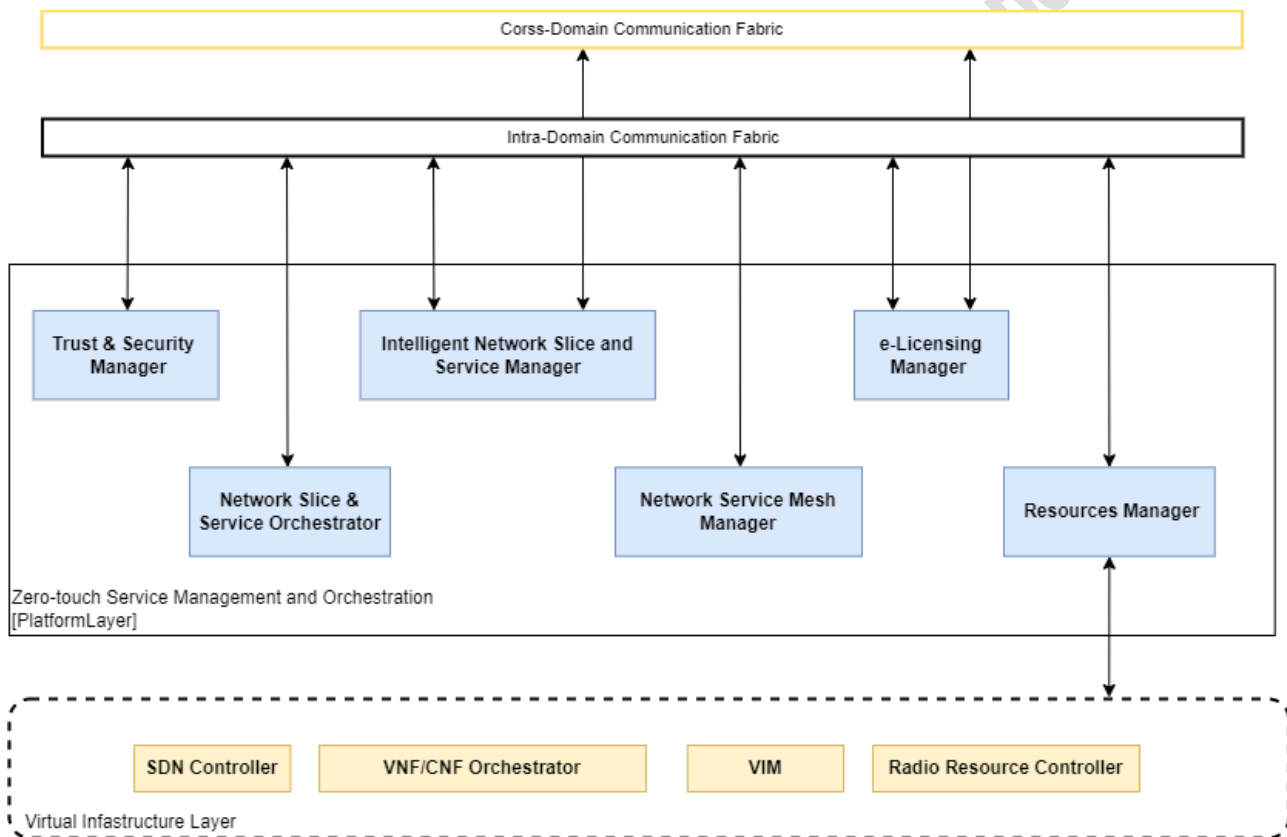 Corss-Domain Communication Fabric
Intra-Domain Communication Fabric
Trust & Security
Manager
Intelligent Network Slice and
Service Manager
e-Licensing
Manager
Network Slice &
Service Orchestrator
Network Service Mesh
Manager
Resources Manager
Zero-touch Service Management and Orchestration
[PlatformLayer]
SDN Controller
VNF/CNF Orchestrator
VIM
Radio Resource Controller
Virtual Infastructure Layer